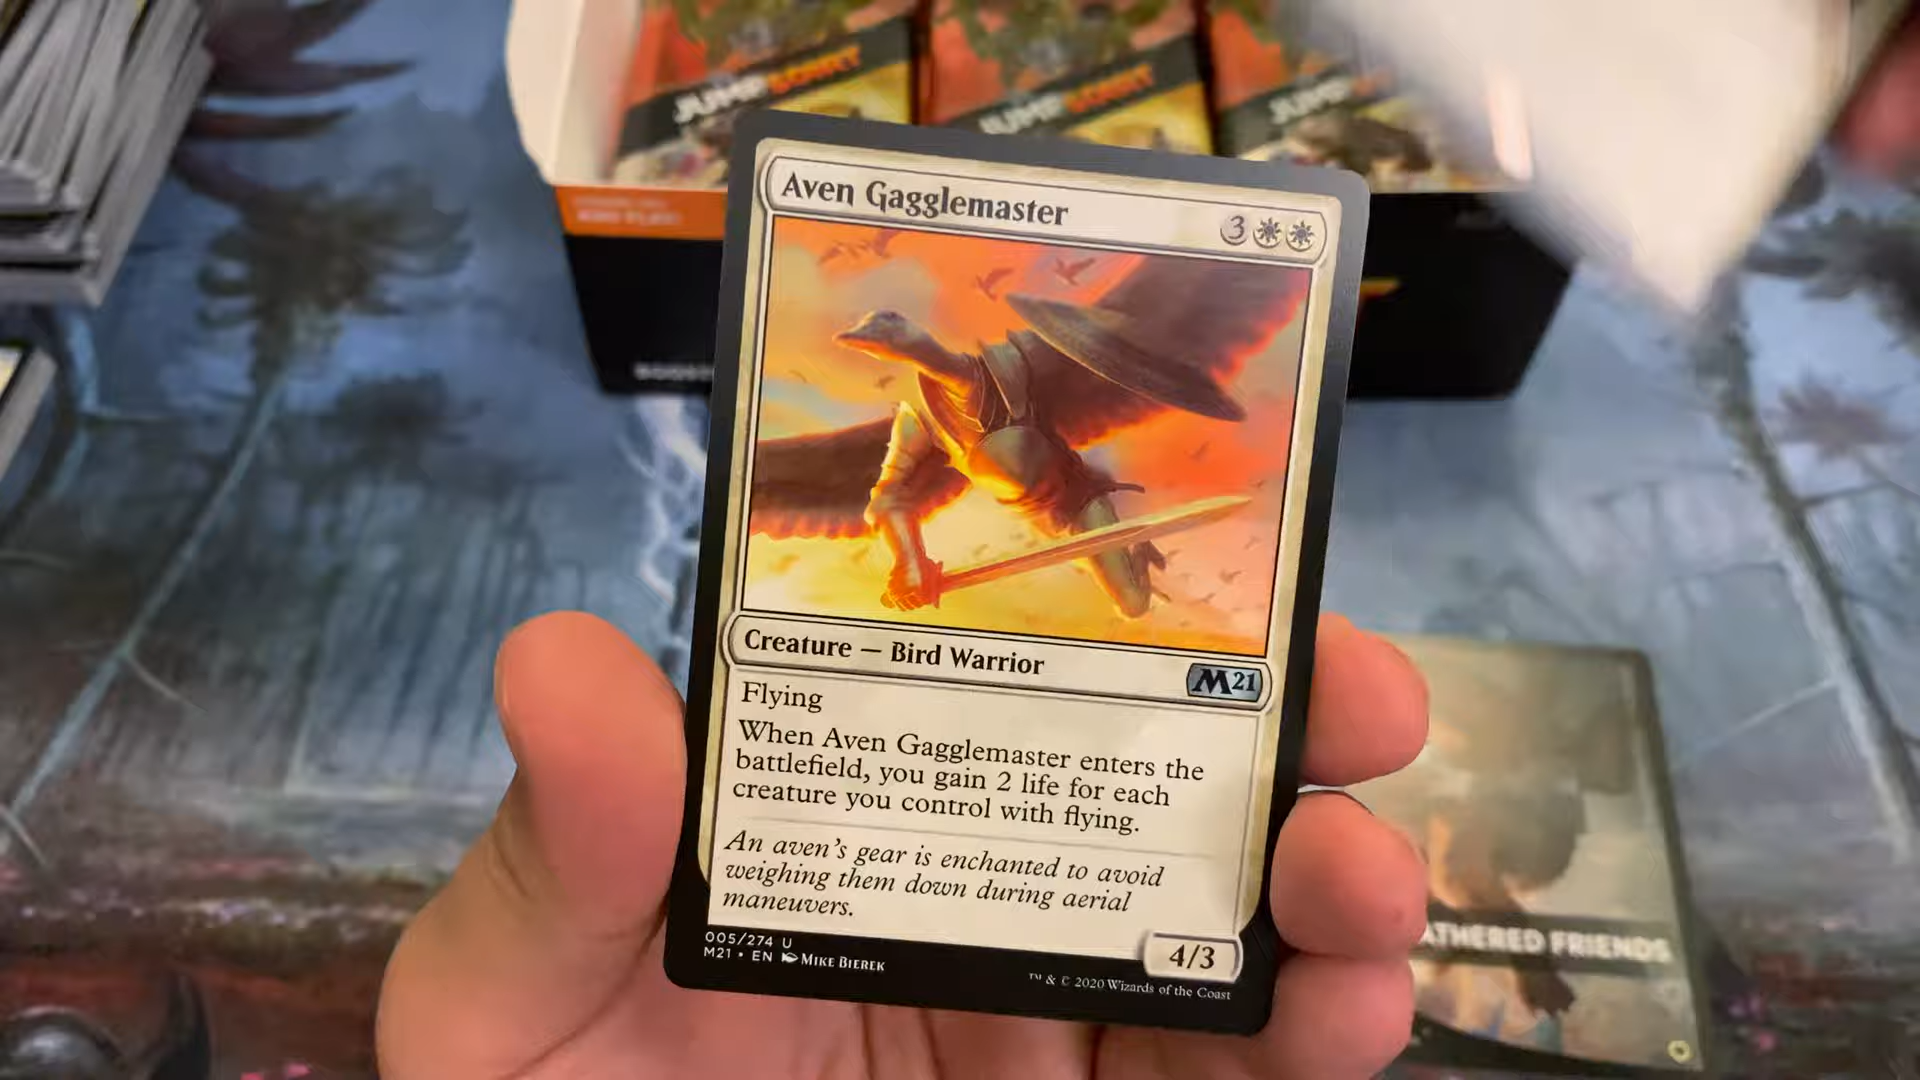 JUMPSTART
JUMPSTART
JUMP
Aven Gagglemaster
3
Creature — Bird Warrior
M21
Flying
When Aven Gagglemaster enters the
battlefield, you gain 2 life for each
creature you control with flying.
An aven's gear is enchanted to avoid
weighing them down during aerial
maneuvers.
4/3
005/274 U
M21 • EN Mike Bierek
™ & © 2020 Wizards of the Coast
ATHERED FRIENDS